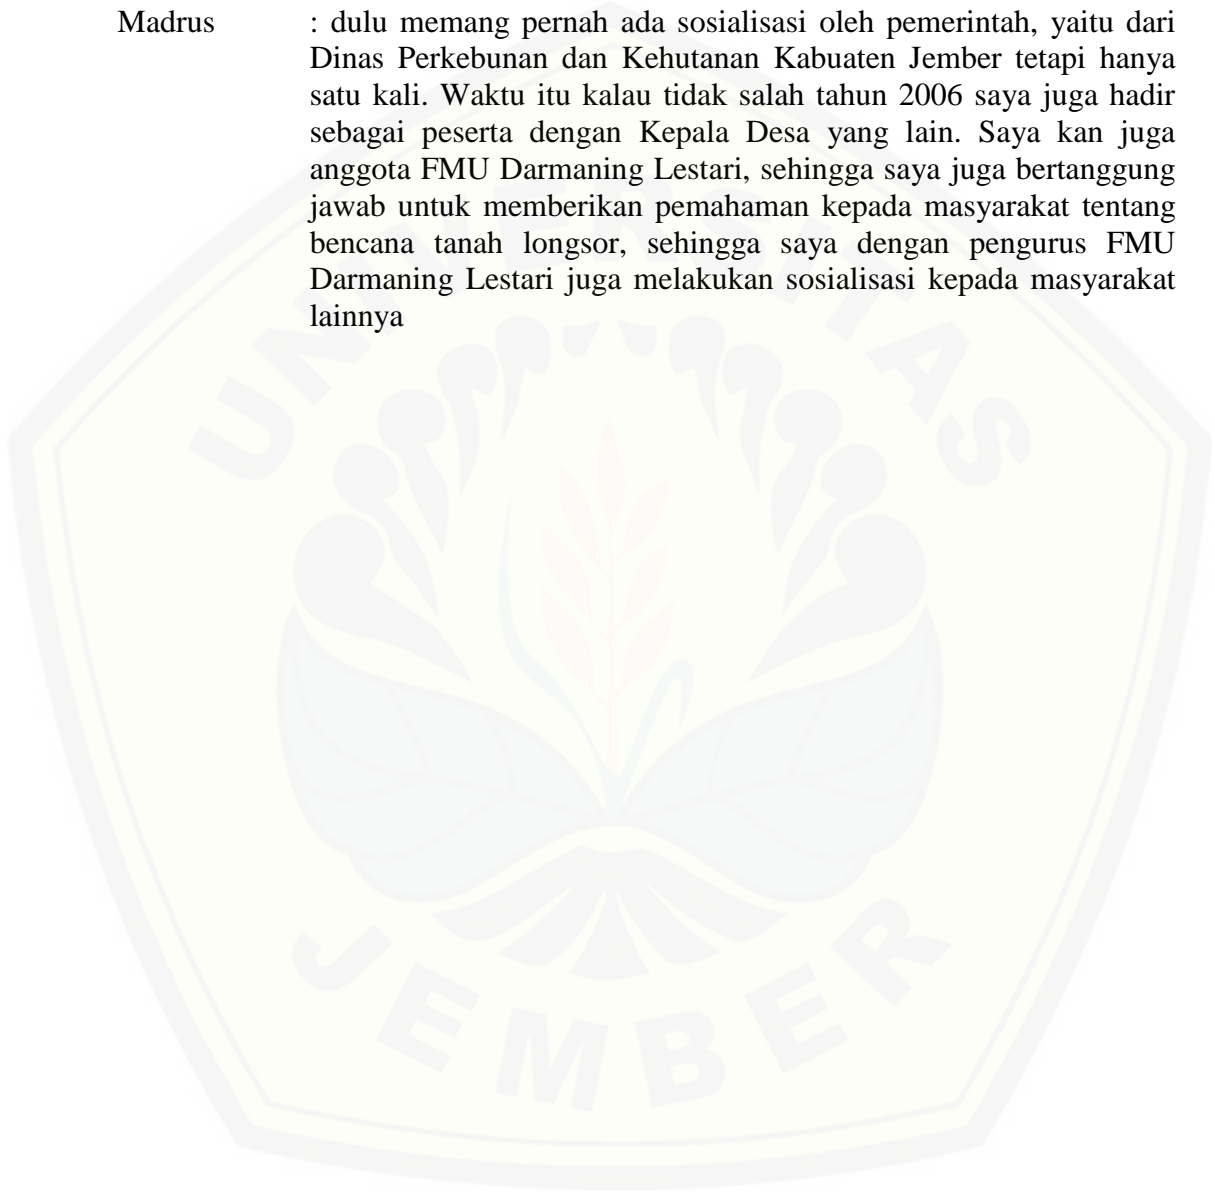 Madrus : dulu memang pernah ada sosialisasi oleh pemerintah, yaitu dari
Dinas Perkebunan dan Kehutanan Kabuaten Jember tetapi hanya
satu kali. Waktu itu kalau tidak salah tahun 2006 saya juga hadir
sebagai peserta dengan Kepala Desa yang lain. Saya kan juga
anggota FMU Darmaning Lestari, sehingga saya juga bertanggung
jawab untuk memberikan pemahaman kepada masyarakat tentang
bencana tanah longsor, sehingga saya dengan pengurus FMU
Darmaning Lestari juga melakukan sosialisasi kepada masyarakat
lainnya
UNIVERSITAS
JEMBER